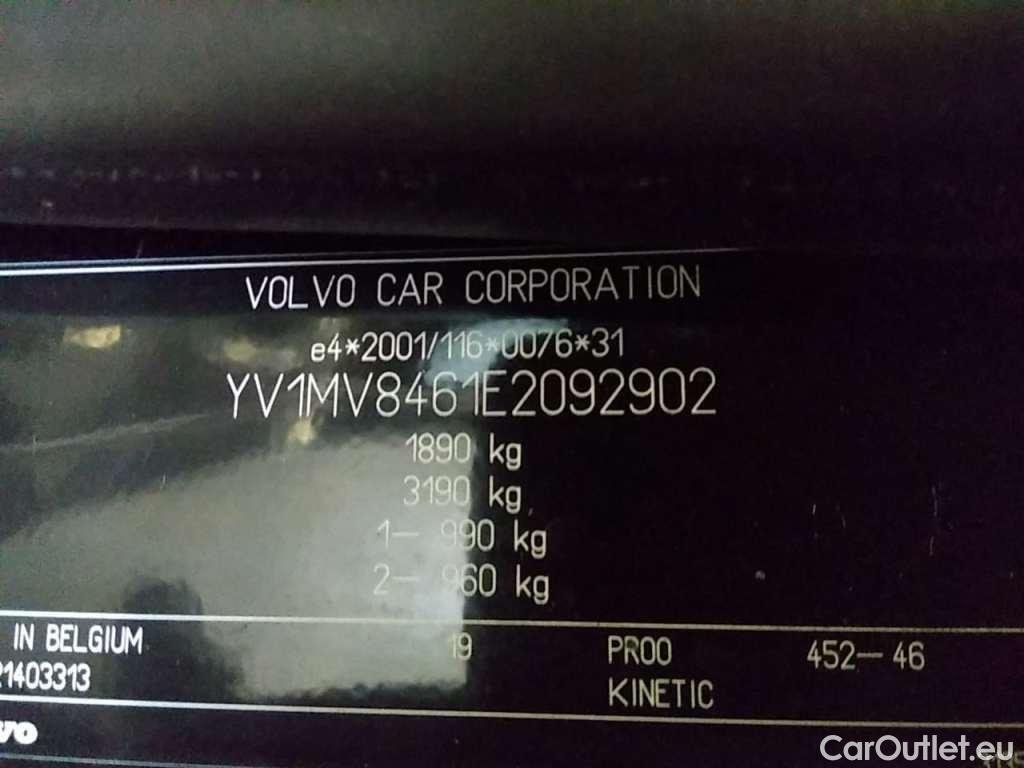 VOLVO CAR CORPORATION
e4*2001/116*0076*31
YV1MV8461E2092902
1890 kg
3190 kg
1- 990 kg
2- 960 kg
IN BELGIUM 19 PR00 452-46
21403313 KINETIC
CarOutlet.eu